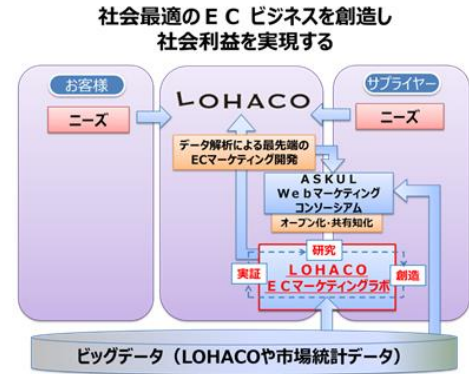 社会最適のＥＣ ビジネスを創造し
社会利益を実現する
お客様
サプライヤー
LOHACO
ニーズ
ニーズ
データ解析による最先端の
ECマーケティング開発
ＡＳＫＵＬ
Ｗｅｂマーケティング
コンソーシアム
オープン化・共有知化
研究
実証
ＬＯＨＡＣＯ
創造
ＥＣマーケティングラボ
ビッグデータ（LOHACOや市場統計データ）